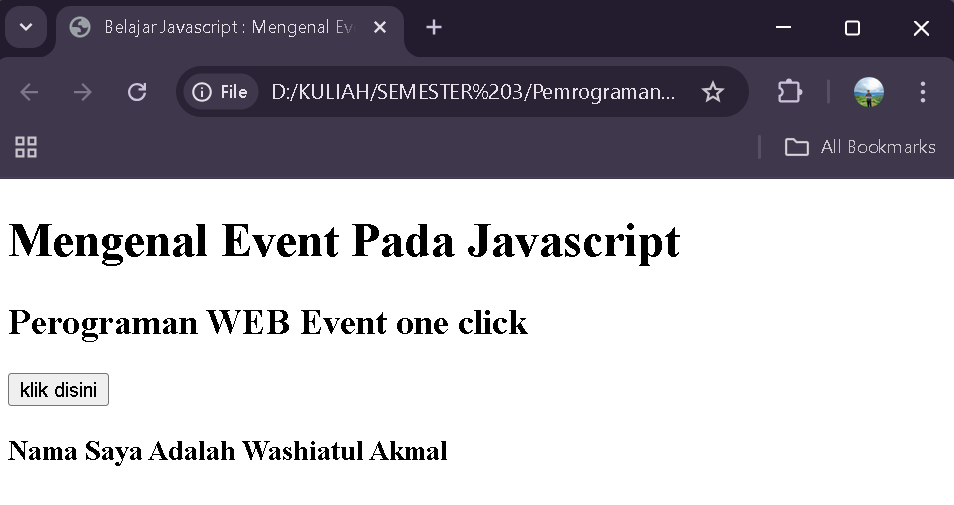 Belajar Javascript : Mengenal Ev
File
D:/KULIAH/SEMESTER%203/Pemrograman...
All Bookmarks
Mengenal Event Pada Javascript
Perograman WEB Event one click
klik disini
Nama Saya Adalah Washiatul Akmal